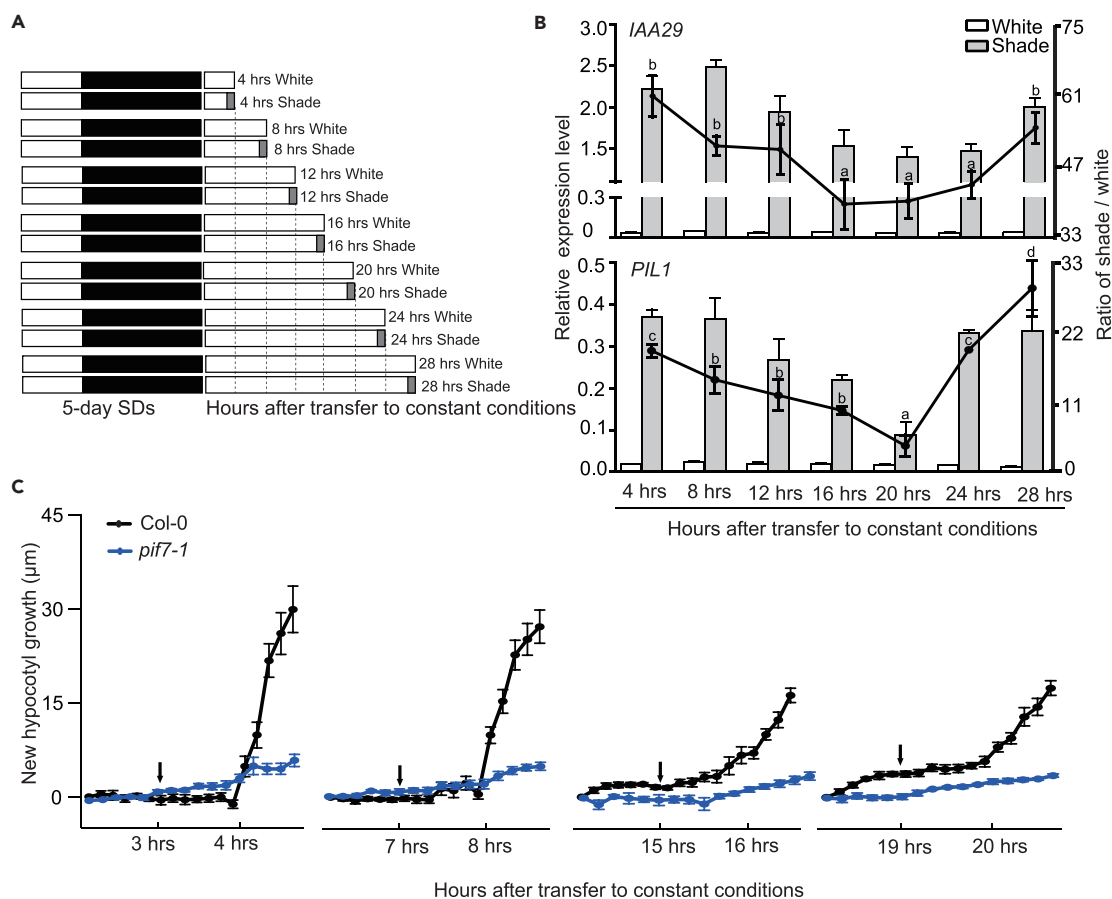 A
4 hrs White
4 hrs Shade
8 hrs White
8 hrs Shade
12 hrs White
12 hrs Shade
16 hrs White
16 hrs Shade
20 hrs White
20 hrs Shade
24 hrs White
24 hrs Shade
28 hrs White
28 hrs Shade
5-day SDs
Hours after transfer to constant conditions
B
IAA29
White
Shade
Relative expression level
Ratio of shade / white
3.0
2.5
2.0
1.5
0.3
0
75
61
47
33
b
b
b
a
a
a
b
PIL1
0.5
0.4
0.3
0.2
0.1
0.0
33
22
11
0
c
b
b
b
a
c
d
4 hrs
8 hrs
12 hrs
16 hrs
20 hrs
24 hrs
28 hrs
Hours after transfer to constant conditions
C
Col-0
pif7-1
New hypocotyl growth (μm)
45
30
15
0
3 hrs
4 hrs
7 hrs
8 hrs
15 hrs
16 hrs
19 hrs
20 hrs
Hours after transfer to constant conditions